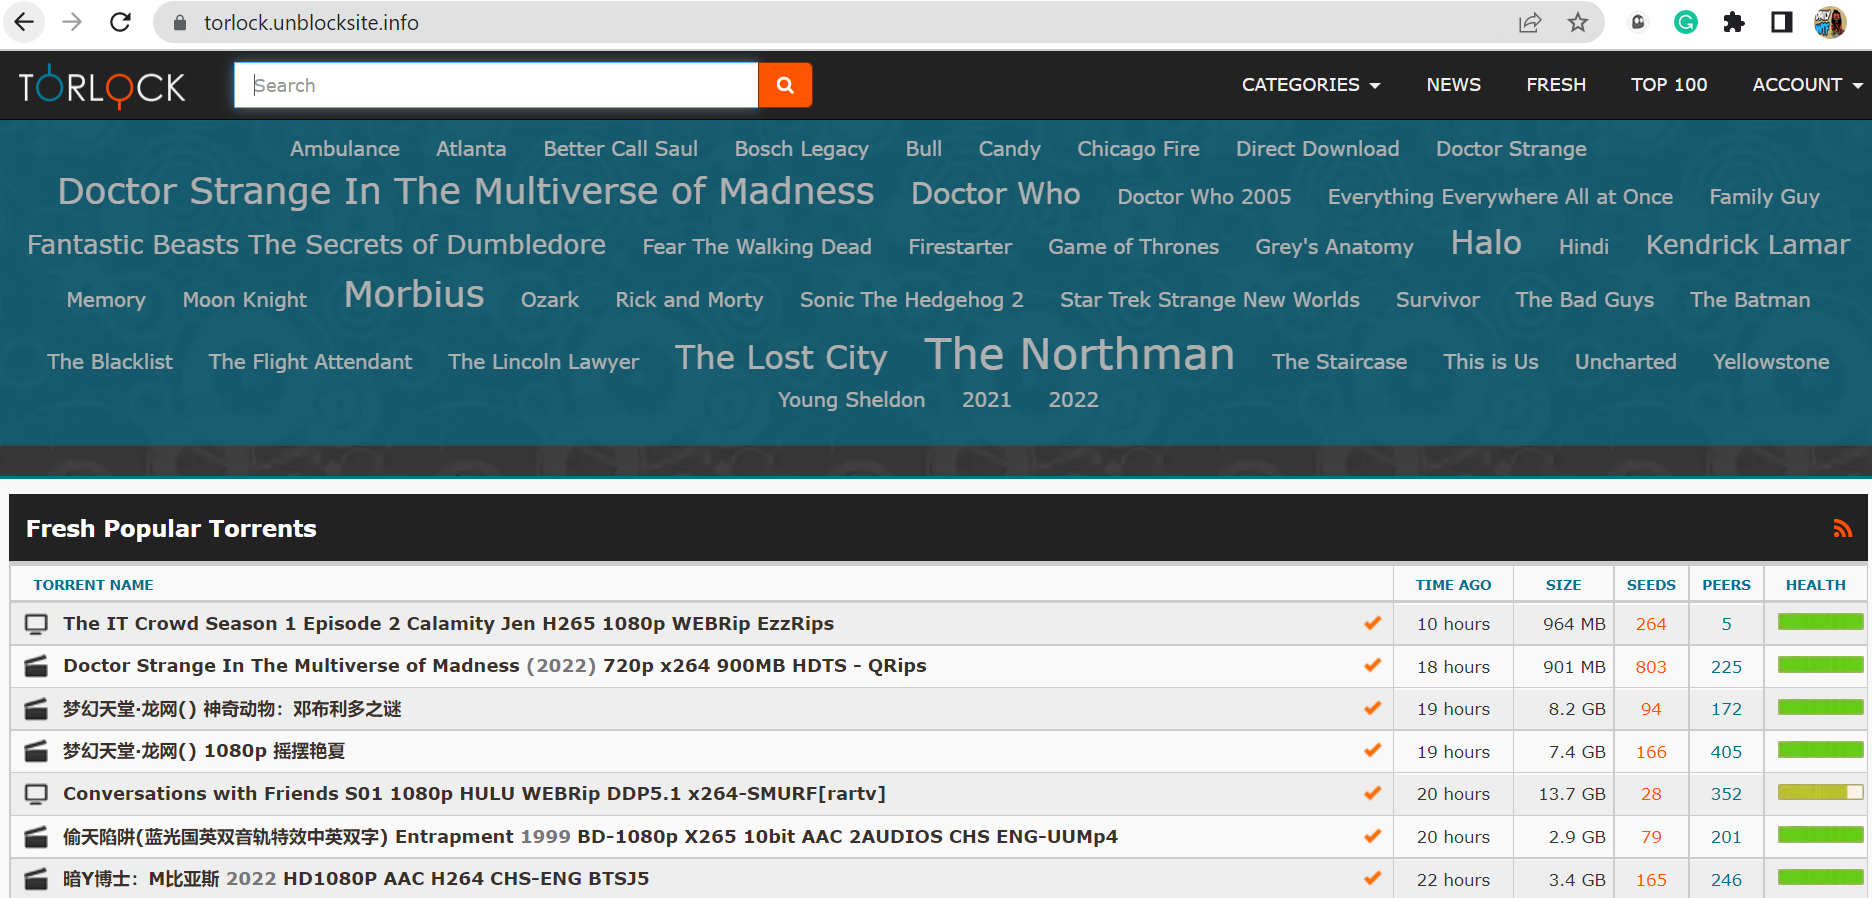 torlock.unblocksite.info
TORLOCK Search CATEGORIES NEWS FRESH TOP 100 ACCOUNT
Ambulance Atlanta Better Call Saul Bosch Legacy Bull Candy Chicago Fire Direct Download Doctor Strange
Doctor Strange In The Multiverse of Madness Doctor Who Doctor Who 2005 Everything Everywhere All at Once Family Guy
Fantastic Beasts The Secrets of Dumbledore Fear The Walking Dead Firestarter Game of Thrones Grey's Anatomy Halo Hindi Kendrick Lamar
Memory Moon Knight Morbius Ozark Rick and Morty Sonic The Hedgehog 2 Star Trek Strange New Worlds Survivor The Bad Guys The Batman
The Blacklist The Flight Attendant The Lincoln Lawyer The Lost City The Northman The Staircase This is Us Uncharted Yellowstone
Young Sheldon 2021 2022
Fresh Popular Torrents
TORRENT NAME TIME AGO SIZE SEEDS PEERS HEALTH
The IT Crowd Season 1 Episode 2 Calamity Jen H265 1080p WEBRip EzzRips 10 hours 964 MB 264 5
Doctor Strange In The Multiverse of Madness (2022) 720p x264 900MB HDTS - QRips 18 hours 901 MB 803 225
梦幻天堂·龙网() 神奇动物：邓布利多之谜 19 hours 8.2 GB 94 172
梦幻天堂·龙网() 1080p 摇摆艳夏 19 hours 7.4 GB 166 405
Conversations with Friends S01 1080p HULU WEBRip DDP5.1 x264-SMURF[rartv] 20 hours 13.7 GB 28 352
偷天陷阱(蓝光国英双音轨特效中英双字) Entrapment 1999 BD-1080p X265 10bit AAC 2AUDIOS CHS ENG-UUMp4 20 hours 2.9 GB 79 201
暗Y博士：M比亚斯 2022 HD1080P AAC H264 CHS-ENG BTSJ5 22 hours 3.4 GB 165 246